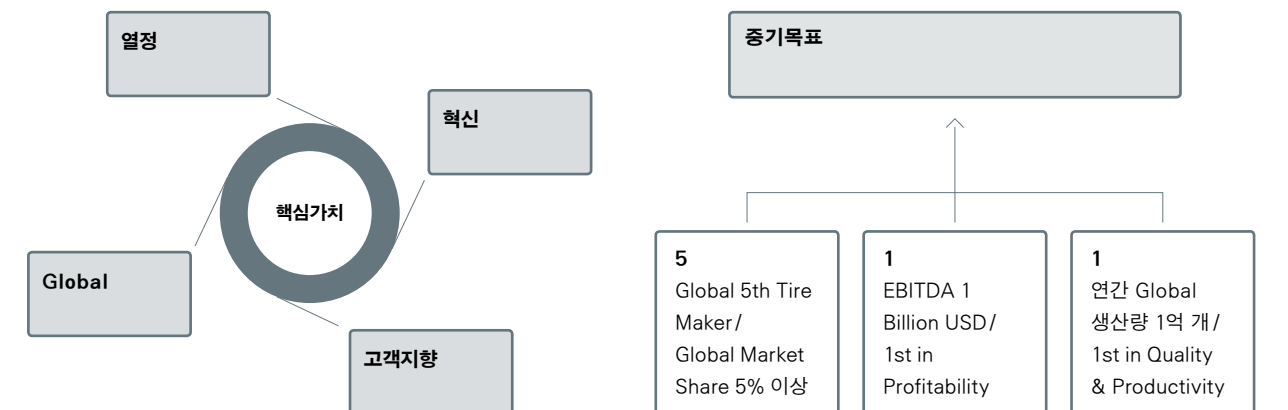 열정
혁신
핵심가치
Global
고객지향
중기목표
5
Global 5th Tire
Maker/
Global Market
Share 5% 이상
1
EBITDA 1
Billion USD/
1st in
Profitability
1
연간 Global
생산량 1억 개/
1st in Quality
& Productivity